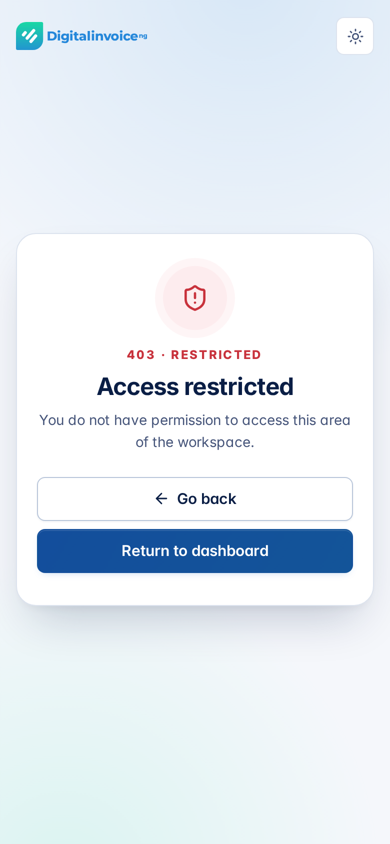 Digitalinvoice ng
403 · RESTRICTED
Access restricted
You do not have permission to access this area
of the workspace.
Go back
Return to dashboard